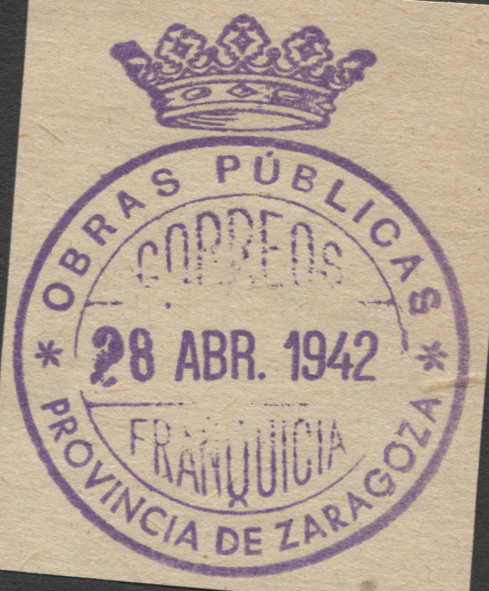 OBRAS PÚBLICAS
CORREOS
28 ABR. 1942
FRANQUICIA
* PROVINCIA DE ZARAGOZA *